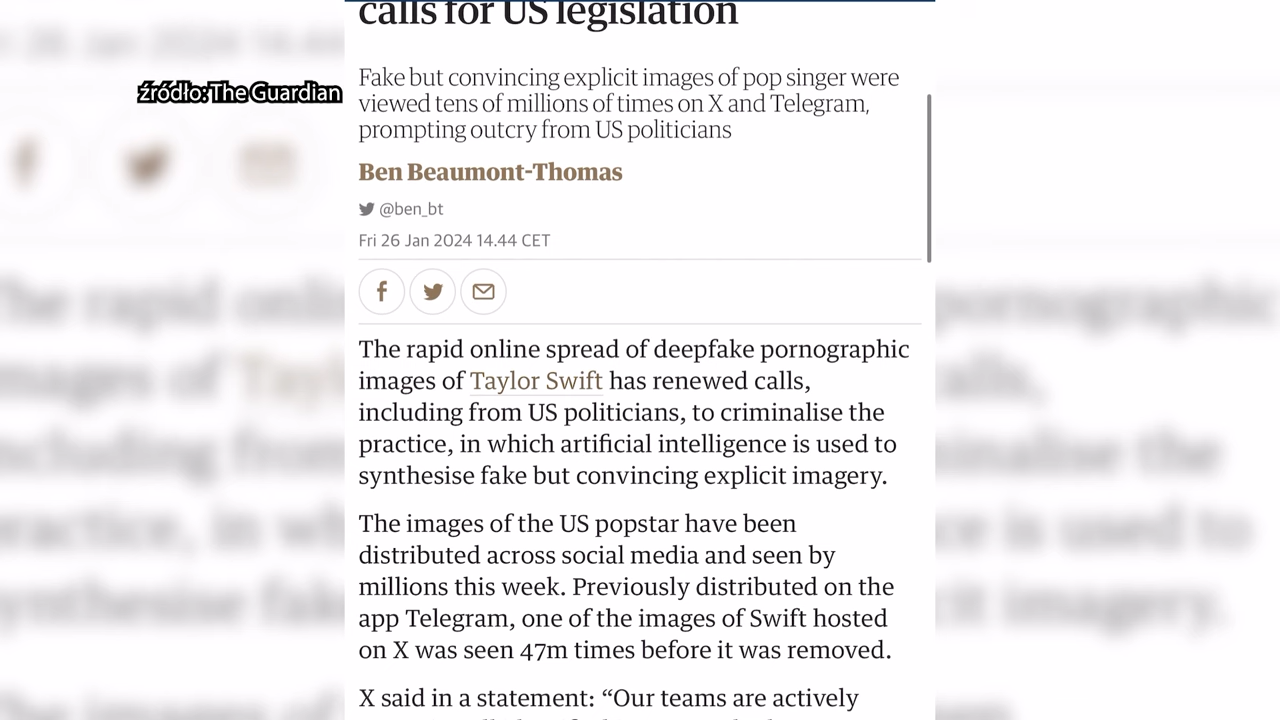 calls for US legislation
źródło:The Guardian
Fake but convincing explicit images of pop singer were
viewed tens of millions of times on X and Telegram,
prompting outcry from US politicians
Ben Beaumont-Thomas
@ben_bt
Fri 26 Jan 2024 14.44 CET
The rapid online spread of deepfake pornographic
images of Taylor Swift has renewed calls,
including from US politicians, to criminalise the
practice, in which artificial intelligence is used to
synthesise fake but convincing explicit imagery.
The images of the US popstar have been
distributed across social media and seen by
millions this week. Previously distributed on the
app Telegram, one of the images of Swift hosted
on X was seen 47m times before it was removed.
X said in a statement: “Our teams are actively